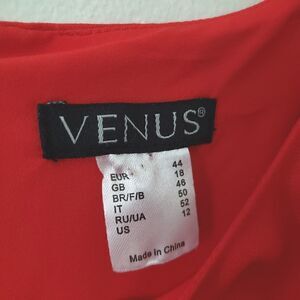 VENUS®
EUR 44
GB 18
BR/F/B 46
IT 50
RU/UA 52
US 12
Made in China